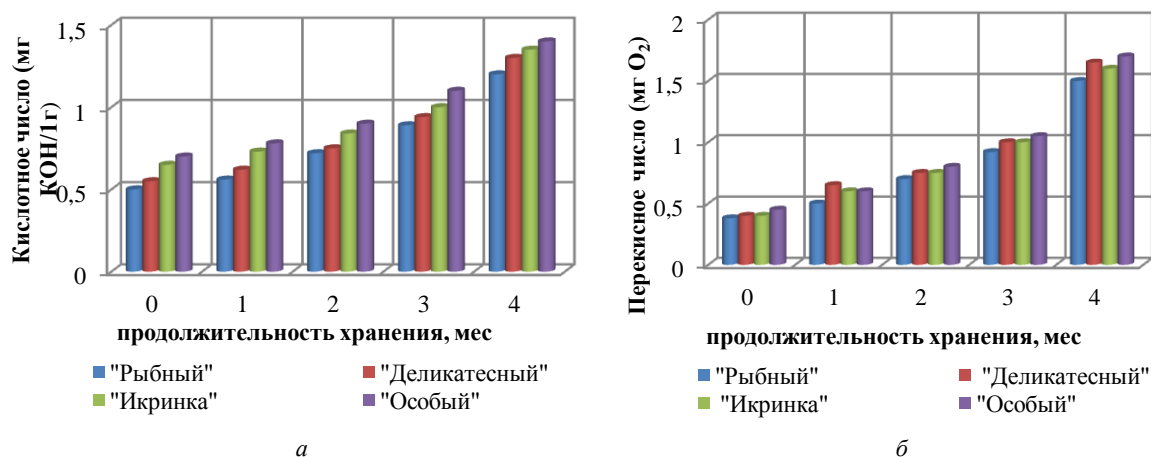 Кислотное число (мг
КОН/1г)
1,5
1
0,5
0
0 1 2 3 4
продолжительность хранения, мес
"Рыбный" "Деликатесный"
"Икринка" "Особый"
а
Перекисное число (мг O₂)
2
1,5
1
0,5
0
0 1 2 3 4
продолжительность хранения, мес
"Рыбный" "Деликатесный"
"Икринка" "Особый"
б